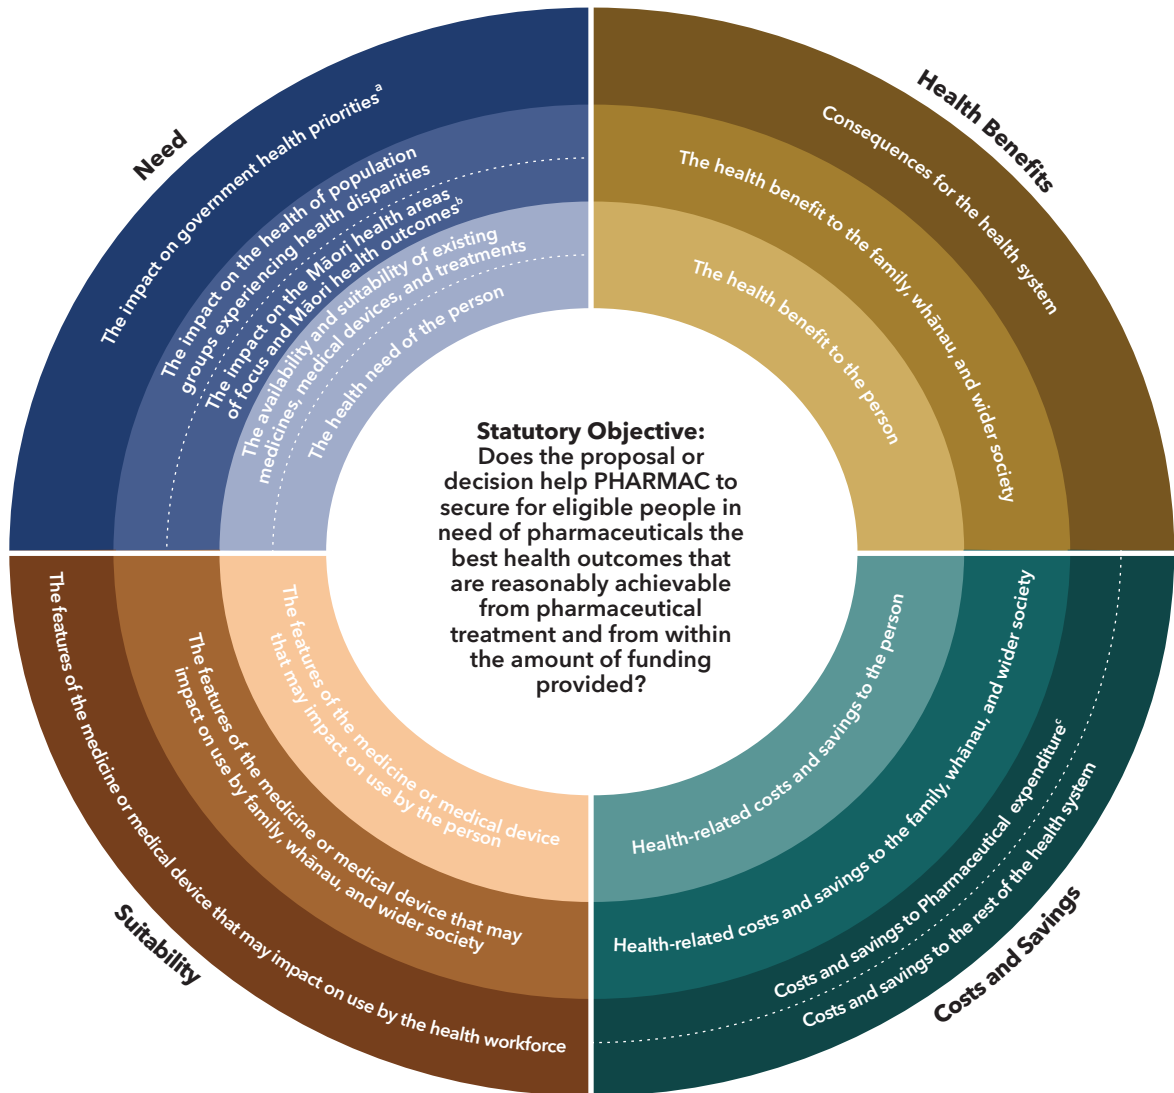 Need
The impact on government health priorities^a
The impact on the health of population
groups experiencing health disparities
The impact on the Māori health areas
of focus and Māori health outcomes^b
The availability and suitability of existing
medicines, medical devices, and treatments
The health need of the person
Health Benefits
Consequences for the health system
The health benefit to the family, whānau, and wider society
The health benefit to the person
Statutory Objective:
Does the proposal or
decision help PHARMAC to
secure for eligible people in
need of pharmaceuticals the
best health outcomes that
are reasonably achievable
from pharmaceutical
treatment and from within
the amount of funding
provided?
The features of the medicine or medical device
that may impact on use by the person
The features of the medicine or medical device that may
impact on use by family, whānau, and wider society
The features of the medicine or medical device that may impact on use by the health workforce
Suitability
Health-related costs and savings to the person
Health-related costs and savings to the family, whānau, and wider society
Costs and savings to Pharmaceutical expenditure^c
Costs and savings to the rest of the health system
Costs and Savings